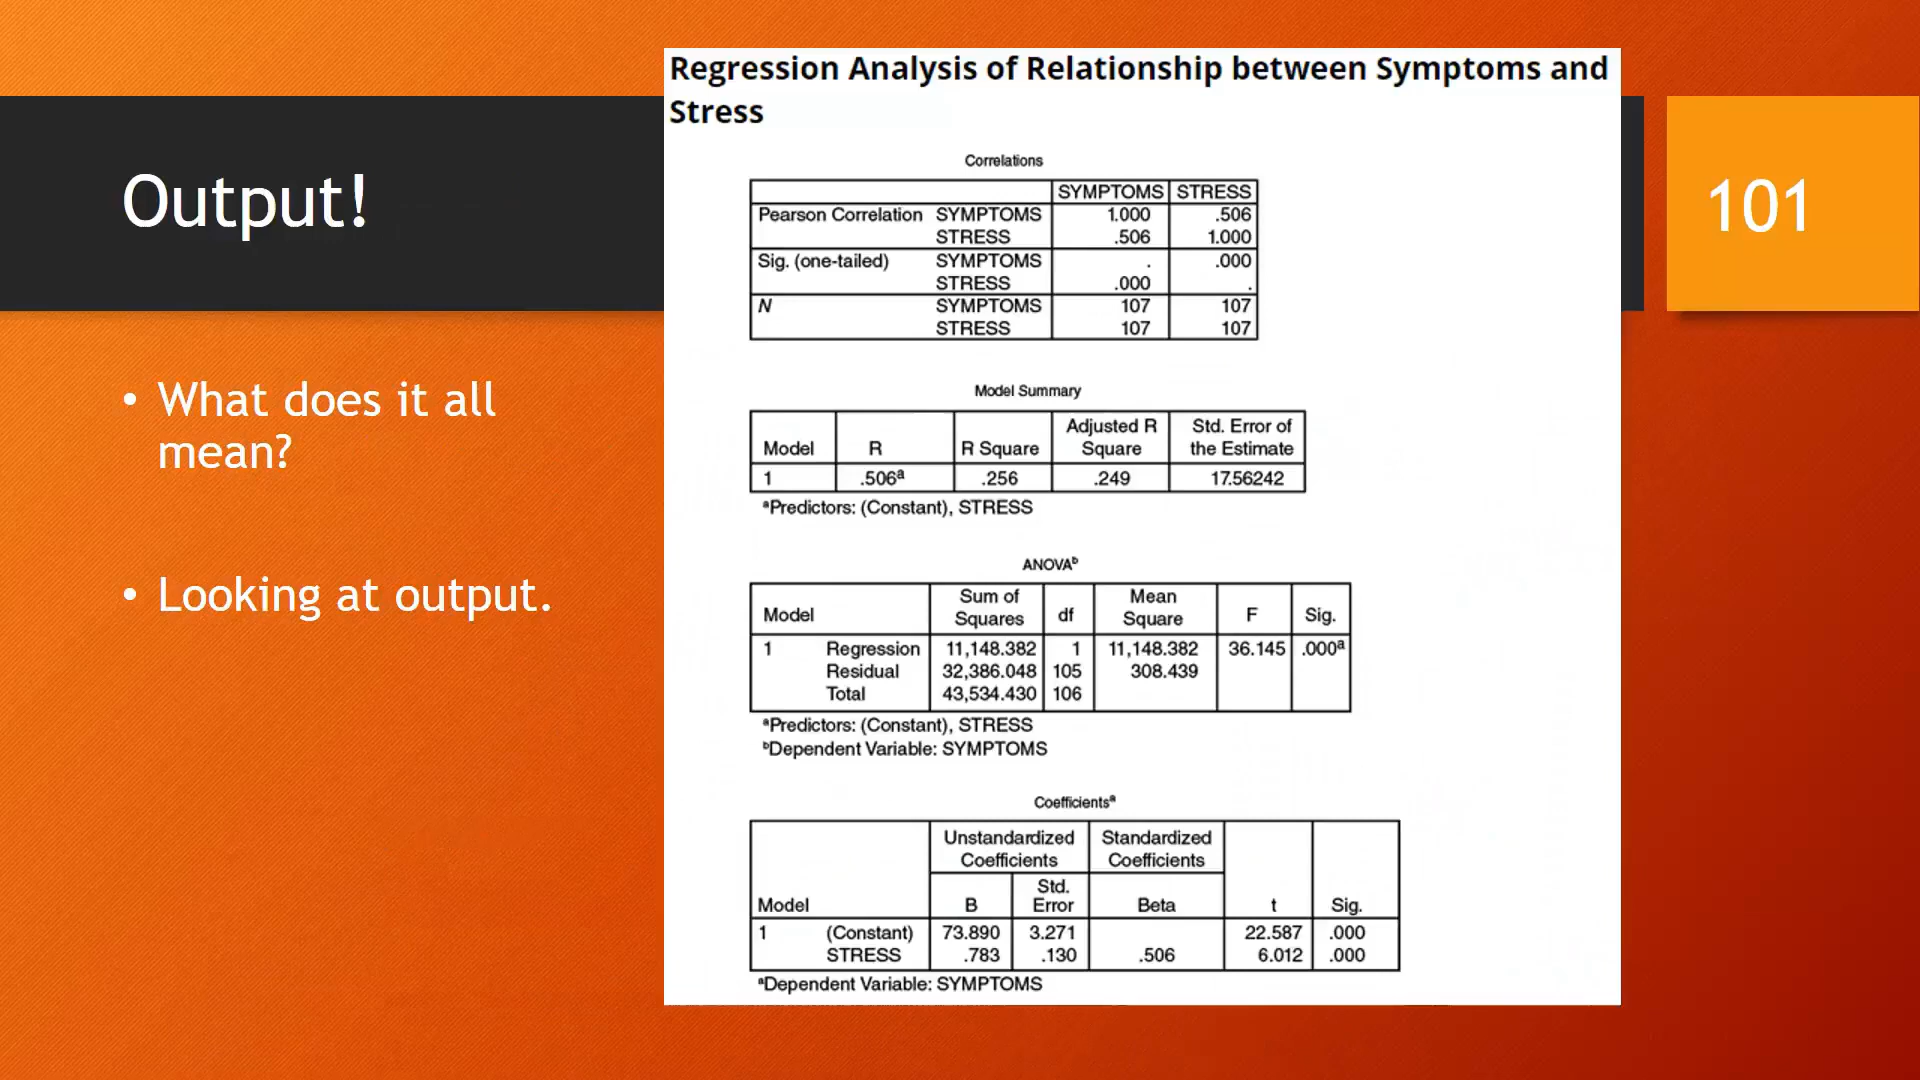 Regression Analysis of Relationship between Symptoms and
Stress
Output!
101
• What does it all
mean?
• Looking at output.
Correlations
SYMPTOMS STRESS
Pearson Correlation SYMPTOMS 1.000 .506
STRESS .506 1.000
Sig. (one-tailed) SYMPTOMS . .000
STRESS .000 .
N SYMPTOMS 107 107
STRESS 107 107
Model Summary
Model R R Square Adjusted R Square Std. Error of the Estimate
1 .506ᵃ .256 .249 17.56242
ᵃPredictors: (Constant), STRESS
ANOVAᵇ
Model Sum of Squares df Mean Square F Sig.
1 Regression 11,148.382 1 11,148.382 36.145 .000ᵃ
Residual 32,386.048 105 308.439
Total 43,534.430 106
ᵃPredictors: (Constant), STRESS
ᵇDependent Variable: SYMPTOMS
Coefficientsᵃ
Unstandardized Coefficients Standardized Coefficients
Model B Std. Error Beta t Sig.
1 (Constant) 73.890 3.271 22.587 .000
STRESS .783 .130 .506 6.012 .000
ᵃDependent Variable: SYMPTOMS